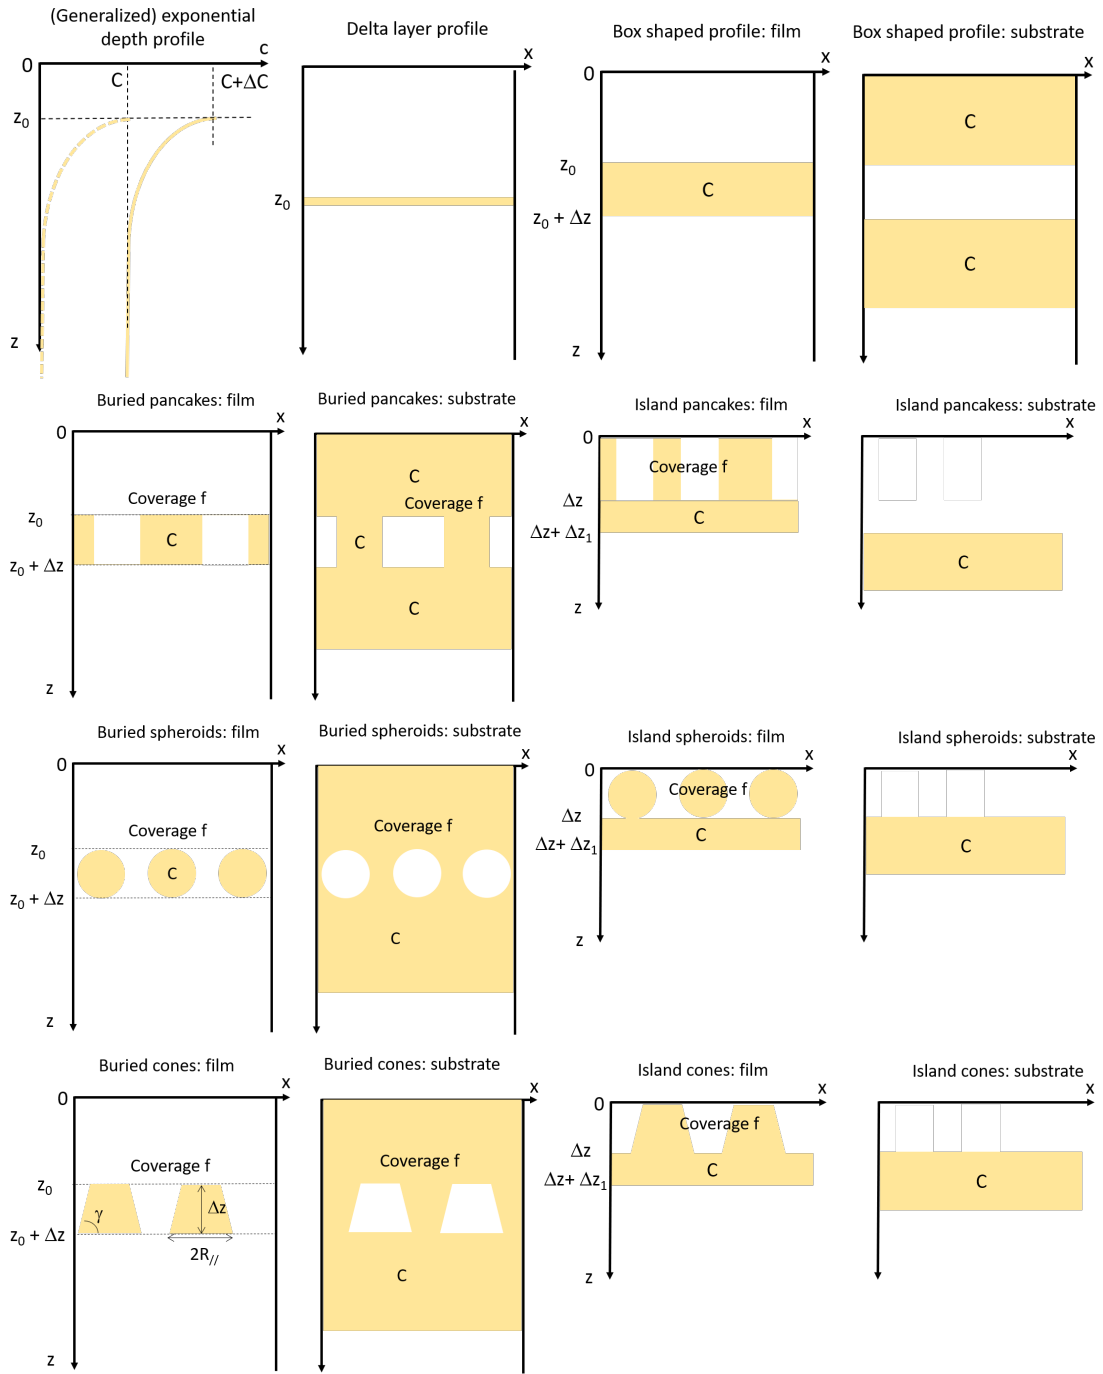 (Generalized) exponential
depth profile
c
0
C
C+ΔC
z0
z
Delta layer profile
x
z0
Box shaped profile: film
x
0
z0
C
z0 + Δz
z
Box shaped profile: substrate
x
C
C
Buried pancakes: film
x
0
Coverage f
z0
C
z0 + Δz
z
Buried pancakes: substrate
x
C
Coverage f
C
C
Island pancakes: film
x
0
Coverage f
Δz
C
Δz+ Δz1
z
Island pancakess: substrate
x
C
Buried spheroids: film
x
0
Coverage f
z0
C
z0 + Δz
z
Buried spheroids: substrate
x
Coverage f
C
Island spheroids: film
x
0
Coverage f
Δz
C
Δz+ Δz1
z
Island spheroids: substrate
x
C
Buried cones: film
x
0
Coverage f
z0
γ
Δz
z0 + Δz
2R//
z
Buried cones: substrate
x
Coverage f
C
Island cones: film
x
0
Coverage f
Δz
C
Δz+ Δz1
z
Island cones: substrate
x
C